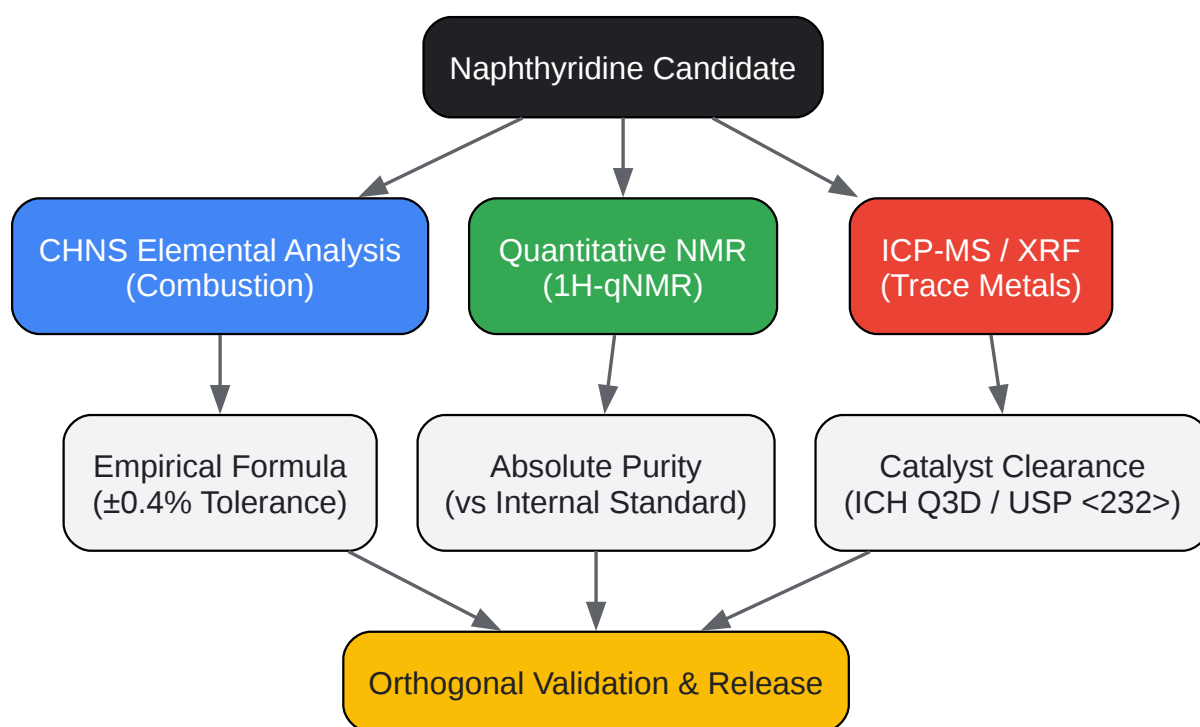 Naphthyridine Candidate
CHNS Elemental Analysis
(Combustion)
Quantitative NMR
(1H-qNMR)
ICP-MS / XRF
(Trace Metals)
Empirical Formula
(±0.4% Tolerance)
Absolute Purity
(vs Internal Standard)
Catalyst Clearance
(ICH Q3D / USP <232>)
Orthogonal Validation & Release